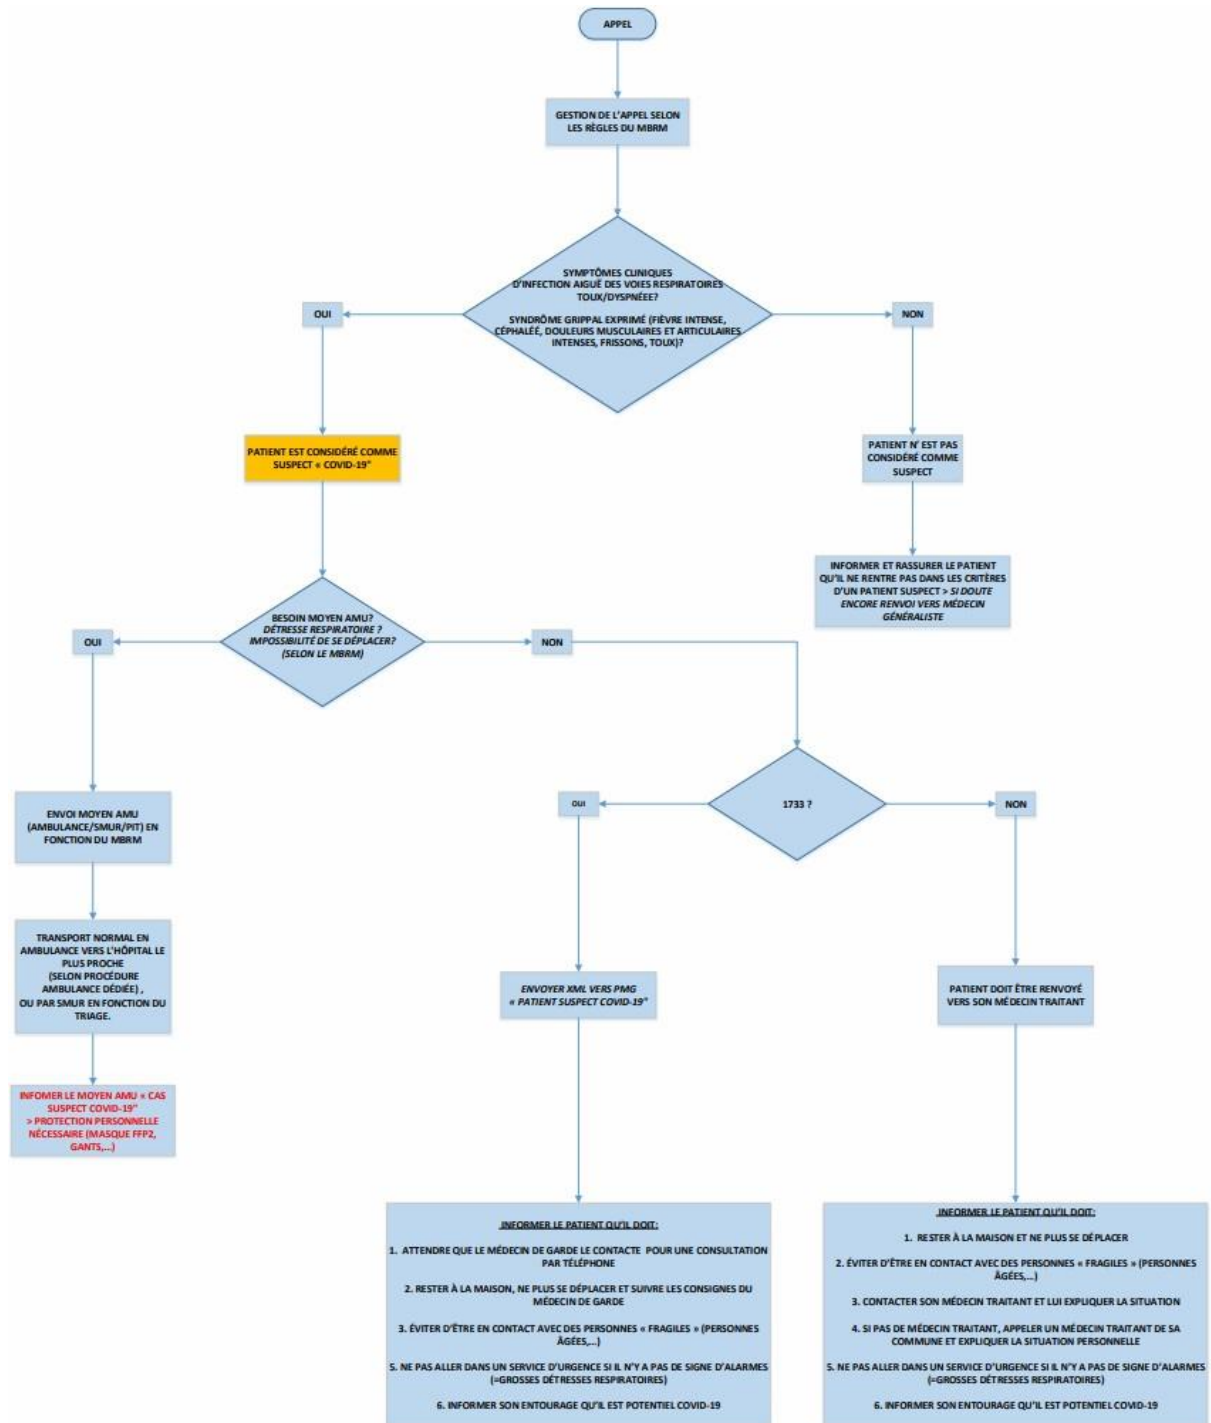 APPEL
GESTION DE L'APPEL SELON
LES RÈGLES DU MBRM
SYMPTÔMES CLINIQUES
D'INFECTION AIGUË DES VOIES RESPIRATOIRES
TOUX/DYSPNÉEE?
SYNDRÔME GRIPPAL EXPRIMÉ (FIÈVRE INTENSE,
CÉPHALÉÉ, DOULEURS MUSCULAIRES ET ARTICULAIRES
INTENSES, FRISSONS, TOUX)?
OUI
NON
PATIENT EST CONSIDÉRÉ COMME
SUSPECT « COVID-19"
PATIENT N' EST PAS
CONSIDÉRÉ COMME
SUSPECT
INFORMER ET RASSURER LE PATIENT
QU'IL NE RENTRE PAS DANS LES CRITÈRES
D'UN PATIENT SUSPECT > SI DOUTE
ENCORE RENVOI VERS MÉDECIN
GÉNÉRALISTE
BESOIN MOYEN AMU?
DÉTRESSE RESPIRATOIRE ?
IMPOSSIBILITÉ DE SE DÉPLACER?
(SELON LE MBRM)
OUI
NON
1733 ?
OUI
NON
ENVOI MOYEN AMU
(AMBULANCE/SMUR/PIT) EN
FONCTION DU MBRM
TRANSPORT NORMAL EN
AMBULANCE VERS L'HÔPITAL LE
PLUS PROCHE
(SELON PROCÉDURE
AMBULANCE DÉDIÉE) ,
OU PAR SMUR EN FONCTION DU
TRIAGE.
INFOMER LE MOYEN AMU « CAS
SUSPECT COVID-19"
> PROTECTION PERSONNELLE
NÉCESSAIRE (MASQUE FFP2,
GANTS,...)
ENVOYER XML VERS PMG
« PATIENT SUSPECT COVID-19"
PATIENT DOIT ÊTRE RENVOYÉ
VERS SON MÉDECIN TRAITANT
INFORMER LE PATIENT QU'IL DOIT:
1. ATTENDRE QUE LE MÉDECIN DE GARDE LE CONTACTE POUR UNE CONSULTATION
PAR TÉLÉPHONE
2. RESTER À LA MAISON, NE PLUS SE DÉPLACER ET SUIVRE LES CONSIGNES DU
MÉDECIN DE GARDE
3. ÉVITER D'ÊTRE EN CONTACT AVEC DES PERSONNES « FRAGILES » (PERSONNES
ÂGÉES,...)
5. NE PAS ALLER DANS UN SERVICE D'URGENCE SI IL N'Y A PAS DE SIGNE D'ALARMES
(=GROSSES DÉTRESSES RESPIRATOIRES)
6. INFORMER SON ENTOURAGE QU'IL EST POTENTIEL COVID-19
INFORMER LE PATIENT QU'IL DOIT:
1. RESTER À LA MAISON ET NE PLUS SE DÉPLACER
2. ÉVITER D'ÊTRE EN CONTACT AVEC DES PERSONNES « FRAGILES » (PERSONNES
ÂGÉES,...)
3. CONTACTER SON MÉDECIN TRAITANT ET LUI EXPLIQUER LA SITUATION
4. SI PAS DE MÉDECIN TRAITANT, APPELER UN MÉDECIN TRAITANT DE SA
COMMUNE ET EXPLIQUER LA SITUATION PERSONNELLE
5. NE PAS ALLER DANS UN SERVICE D'URGENCE SI IL N'Y A PAS DE SIGNE D'ALARMES
(=GROSSES DÉTRESSES RESPIRATOIRES)
6. INFORMER SON ENTOURAGE QU'IL EST POTENTIEL COVID-19